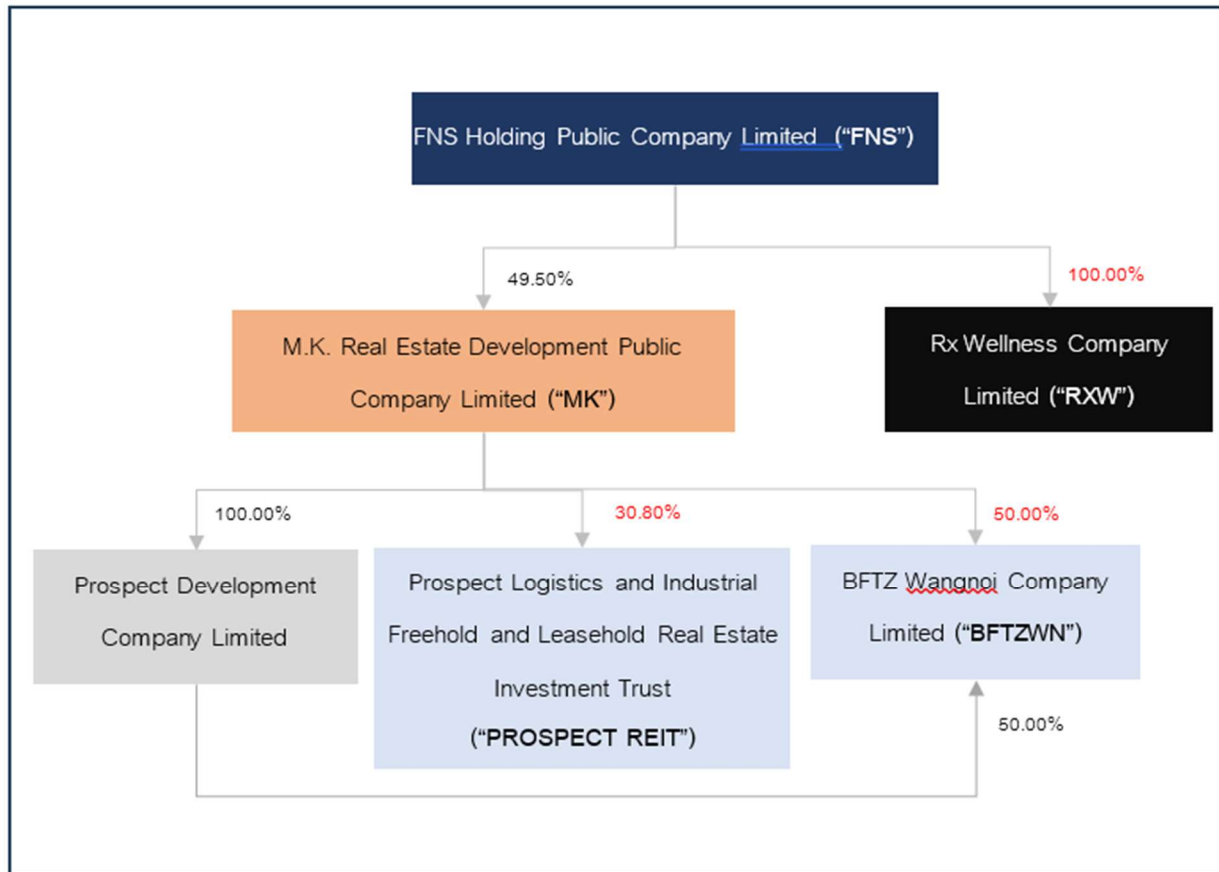 FNS Holding Public Company Limited (“FNS”)
49.50%
100.00%
M.K. Real Estate Development Public
Company Limited (“MK”)
Rx Wellness Company
Limited (“RXW”)
100.00%
30.80%
50.00%
Prospect Development
Company Limited
Prospect Logistics and Industrial
Freehold and Leasehold Real Estate
Investment Trust
(“PROSPECT REIT”)
BFTZ Wangnoi Company
Limited (“BFTZWN”)
50.00%